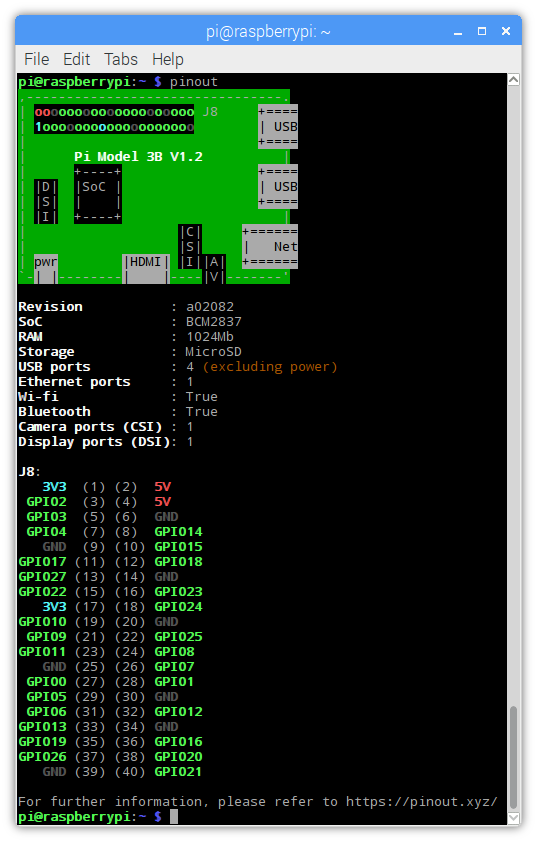 pi@raspberrypi: ~
File Edit Tabs Help
pi@raspberrypi:~ $ pinout
,--------------------------------.
| oooooooooooooooooooo J8     +====
| 1ooooooooooooooooooo        | USB
|                             +====
|      Pi Model 3B V1.2          |
|      +----+                 +====
| |D|  |SoC |                 | USB
| |S|  |    |                 +====
| |I|  +----+                    |
|                   |C|     +======
|                   |S|     |   Net
| pwr        |HDMI| |I||A|  +======
`-| |--------|    |----|V|-------'
Revision           : a02082
SoC                : BCM2837
RAM                : 1024Mb
Storage            : MicroSD
USB ports          : 4 (excluding power)
Ethernet ports     : 1
Wi-fi              : True
Bluetooth          : True
Camera ports (CSI) : 1
Display ports (DSI): 1
J8:
   3V3  (1) (2)  5V
 GPIO2  (3) (4)  5V
 GPIO3  (5) (6)  GND
 GPIO4  (7) (8)  GPIO14
   GND  (9) (10) GPIO15
GPIO17 (11) (12) GPIO18
GPIO27 (13) (14) GND
GPIO22 (15) (16) GPIO23
   3V3 (17) (18) GPIO24
GPIO10 (19) (20) GND
 GPIO9 (21) (22) GPIO25
GPIO11 (23) (24) GPIO8
   GND (25) (26) GPIO7
 GPIO0 (27) (28) GPIO1
 GPIO5 (29) (30) GND
 GPIO6 (31) (32) GPIO12
GPIO13 (33) (34) GND
GPIO19 (35) (36) GPIO16
GPIO26 (37) (38) GPIO20
   GND (39) (40) GPIO21
For further information, please refer to https://pinout.xyz/
pi@raspberrypi:~ $